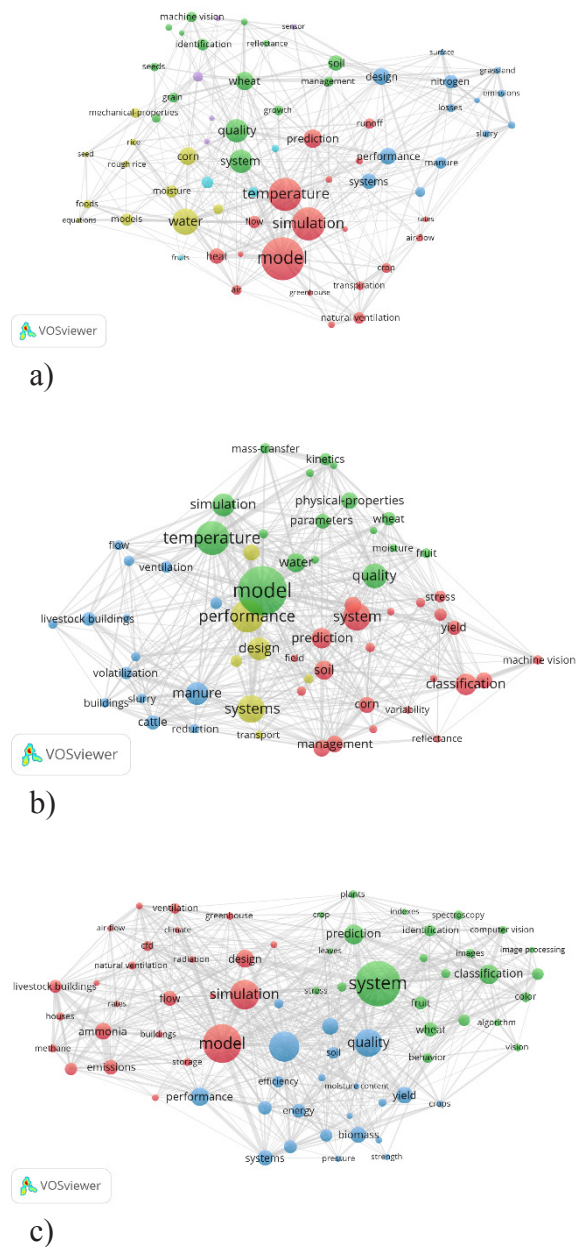 machine vision
sensor
identification
reflectance
surface
soil
design
grassland
seeds
wheat
management
nitrogen
emissions
grain
losses
mechanical-properties
growth
slurry
quality
runoff
prediction
rice
seed
corn
system
performance
manure
rough rice
moisture
systems
temperature
foods
equations
models
water
flow
simulation
rates
airflow
fruits
heat
model
crop
air
greenhouse
transpiration
natural ventilation
VOSviewer
a)
mass-transfer
kinetics
simulation
physical-properties
parameters
wheat
temperature
flow
moisture
fruit
ventilation
water
quality
model
stress
livestock buildings
performance
system
yield
prediction
design
field
machine vision
volatilization
soil
classification
manure
buildings
slurry
systems
corn
variability
cattle
reduction
transport
management
reflectance
VOSviewer
b)
plants
ventilation
greenhouse
crop
indexes
spectroscopy
airflow
climate
prediction
identification
computer vision
cfd
leaves
images
image processing
natural ventilation
radiation
design
classification
livestock buildings
simulation
stress
system
color
houses
rates
flow
fruit
ammonia
buildings
wheat
algorithm
model
quality
methane
soil
behavior
vision
emissions
storage
efficiency
moisture content
performance
energy
yield
crops
biomass
systems
pressure
strength
VOSviewer
c)